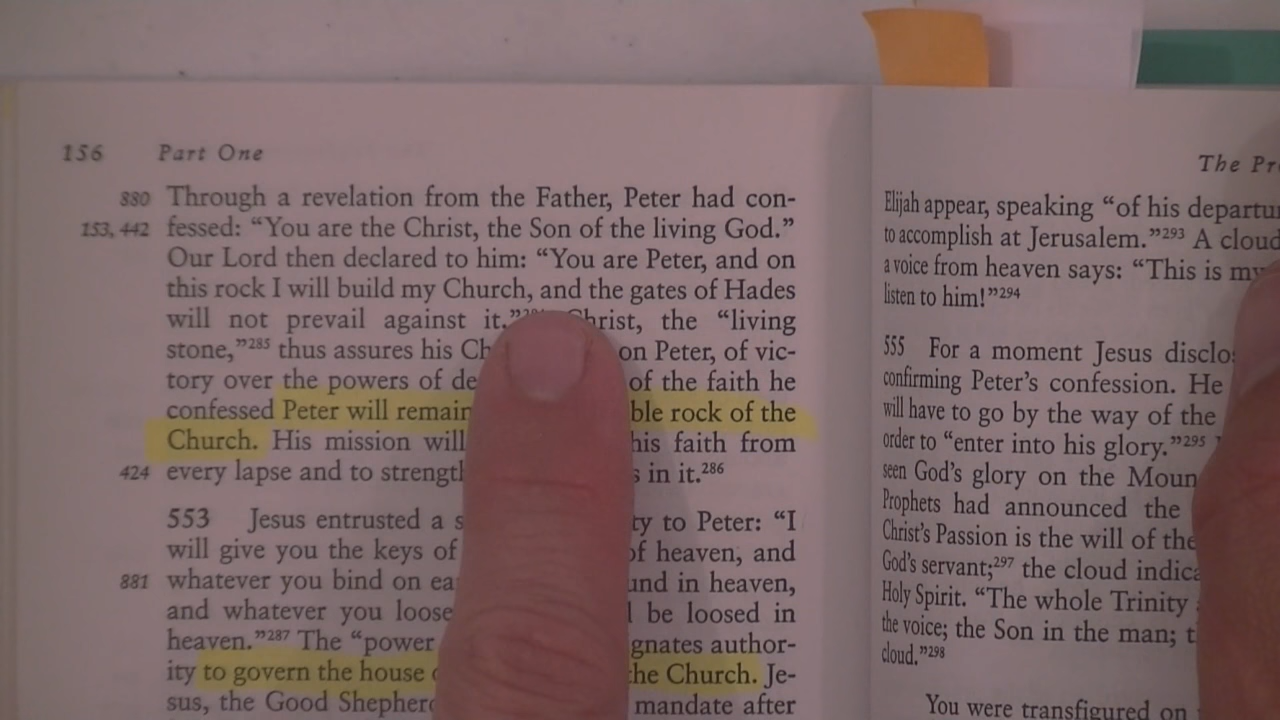 156 Part One
880 Through a revelation from the Father, Peter had con-
153, 442 fessed: “You are the Christ, the Son of the living God.”
Our Lord then declared to him: “You are Peter, and on
this rock I will build my Church, and the gates of Hades
will not prevail against it.” Christ, the “living
stone,”285 thus assures his on Peter, of vic-
tory over the powers of of the faith he
confessed Peter will remain rock of the
Church. His mission will his faith from
424 every lapse and to in it.286
553 Jesus entrusted a to Peter: “I
will give you the keys of of heaven, and
881 whatever you bind on in heaven,
and whatever you loose be loosed in
heaven.”287 The “power author-
ity to govern the house the Church. Je-
sus, the Good mandate after
The
Elijah appear, speaking “of his
to accomplish at Jerusalem.”293 A cloud
a voice from heaven says: “This is my
listen to him!”294
555 For a moment Jesus
confirming Peter’s confession. He
will have to go by the way of the
order to “enter into his glory.”295
seen God’s glory on the
Prophets had announced the
Christ’s Passion is the will of the
God’s servant;297 the cloud
Holy Spirit. “The whole Trinity
the voice; the Son in the man;
cloud.”298
You were transfigured on